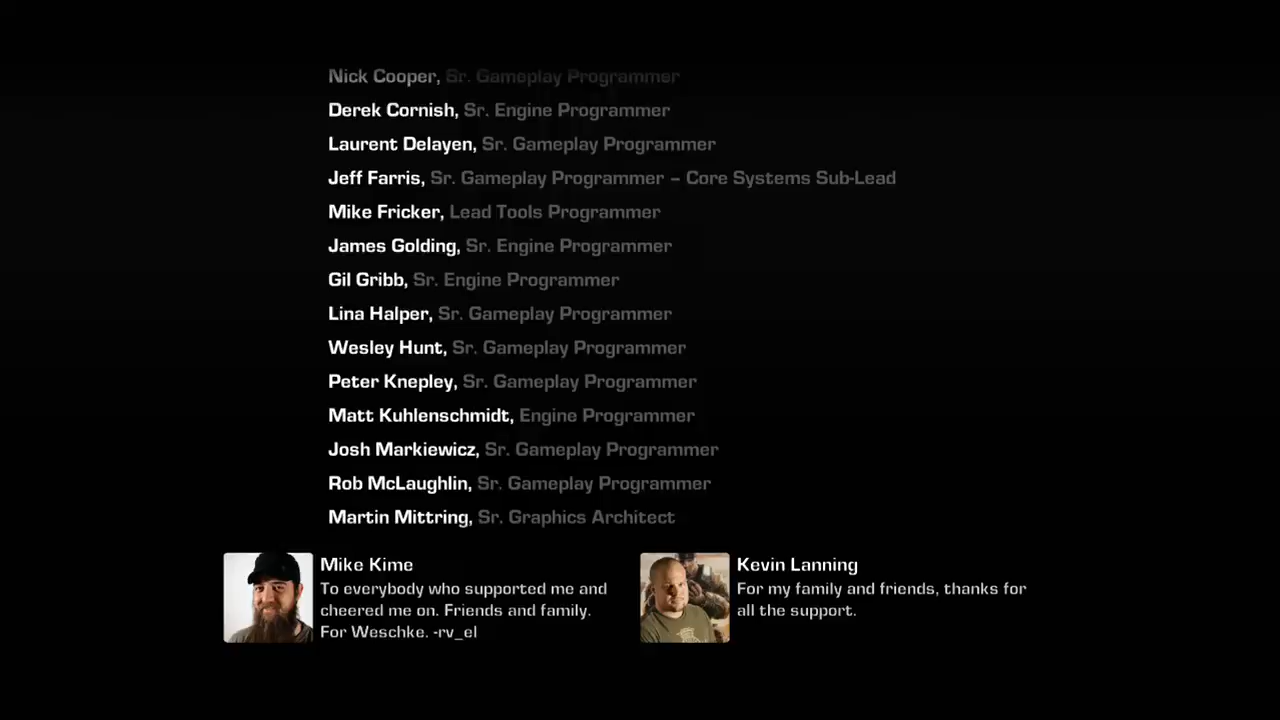 Nick Cooper, Sr. Gameplay Programmer
Derek Cornish, Sr. Engine Programmer
Laurent Delayen, Sr. Gameplay Programmer
Jeff Farris, Sr. Gameplay Programmer – Core Systems Sub-Lead
Mike Fricker, Lead Tools Programmer
James Golding, Sr. Engine Programmer
Gil Gribb, Sr. Engine Programmer
Lina Halper, Sr. Gameplay Programmer
Wesley Hunt, Sr. Gameplay Programmer
Peter Knepley, Sr. Gameplay Programmer
Matt Kuhlenschmidt, Engine Programmer
Josh Markiewicz, Sr. Gameplay Programmer
Rob McLaughlin, Sr. Gameplay Programmer
Martin Mittring, Sr. Graphics Architect
Mike Kime
To everybody who supported me and
cheered me on. Friends and family.
For Weschke. -rv_el
Kevin Lanning
For my family and friends, thanks for
all the support.